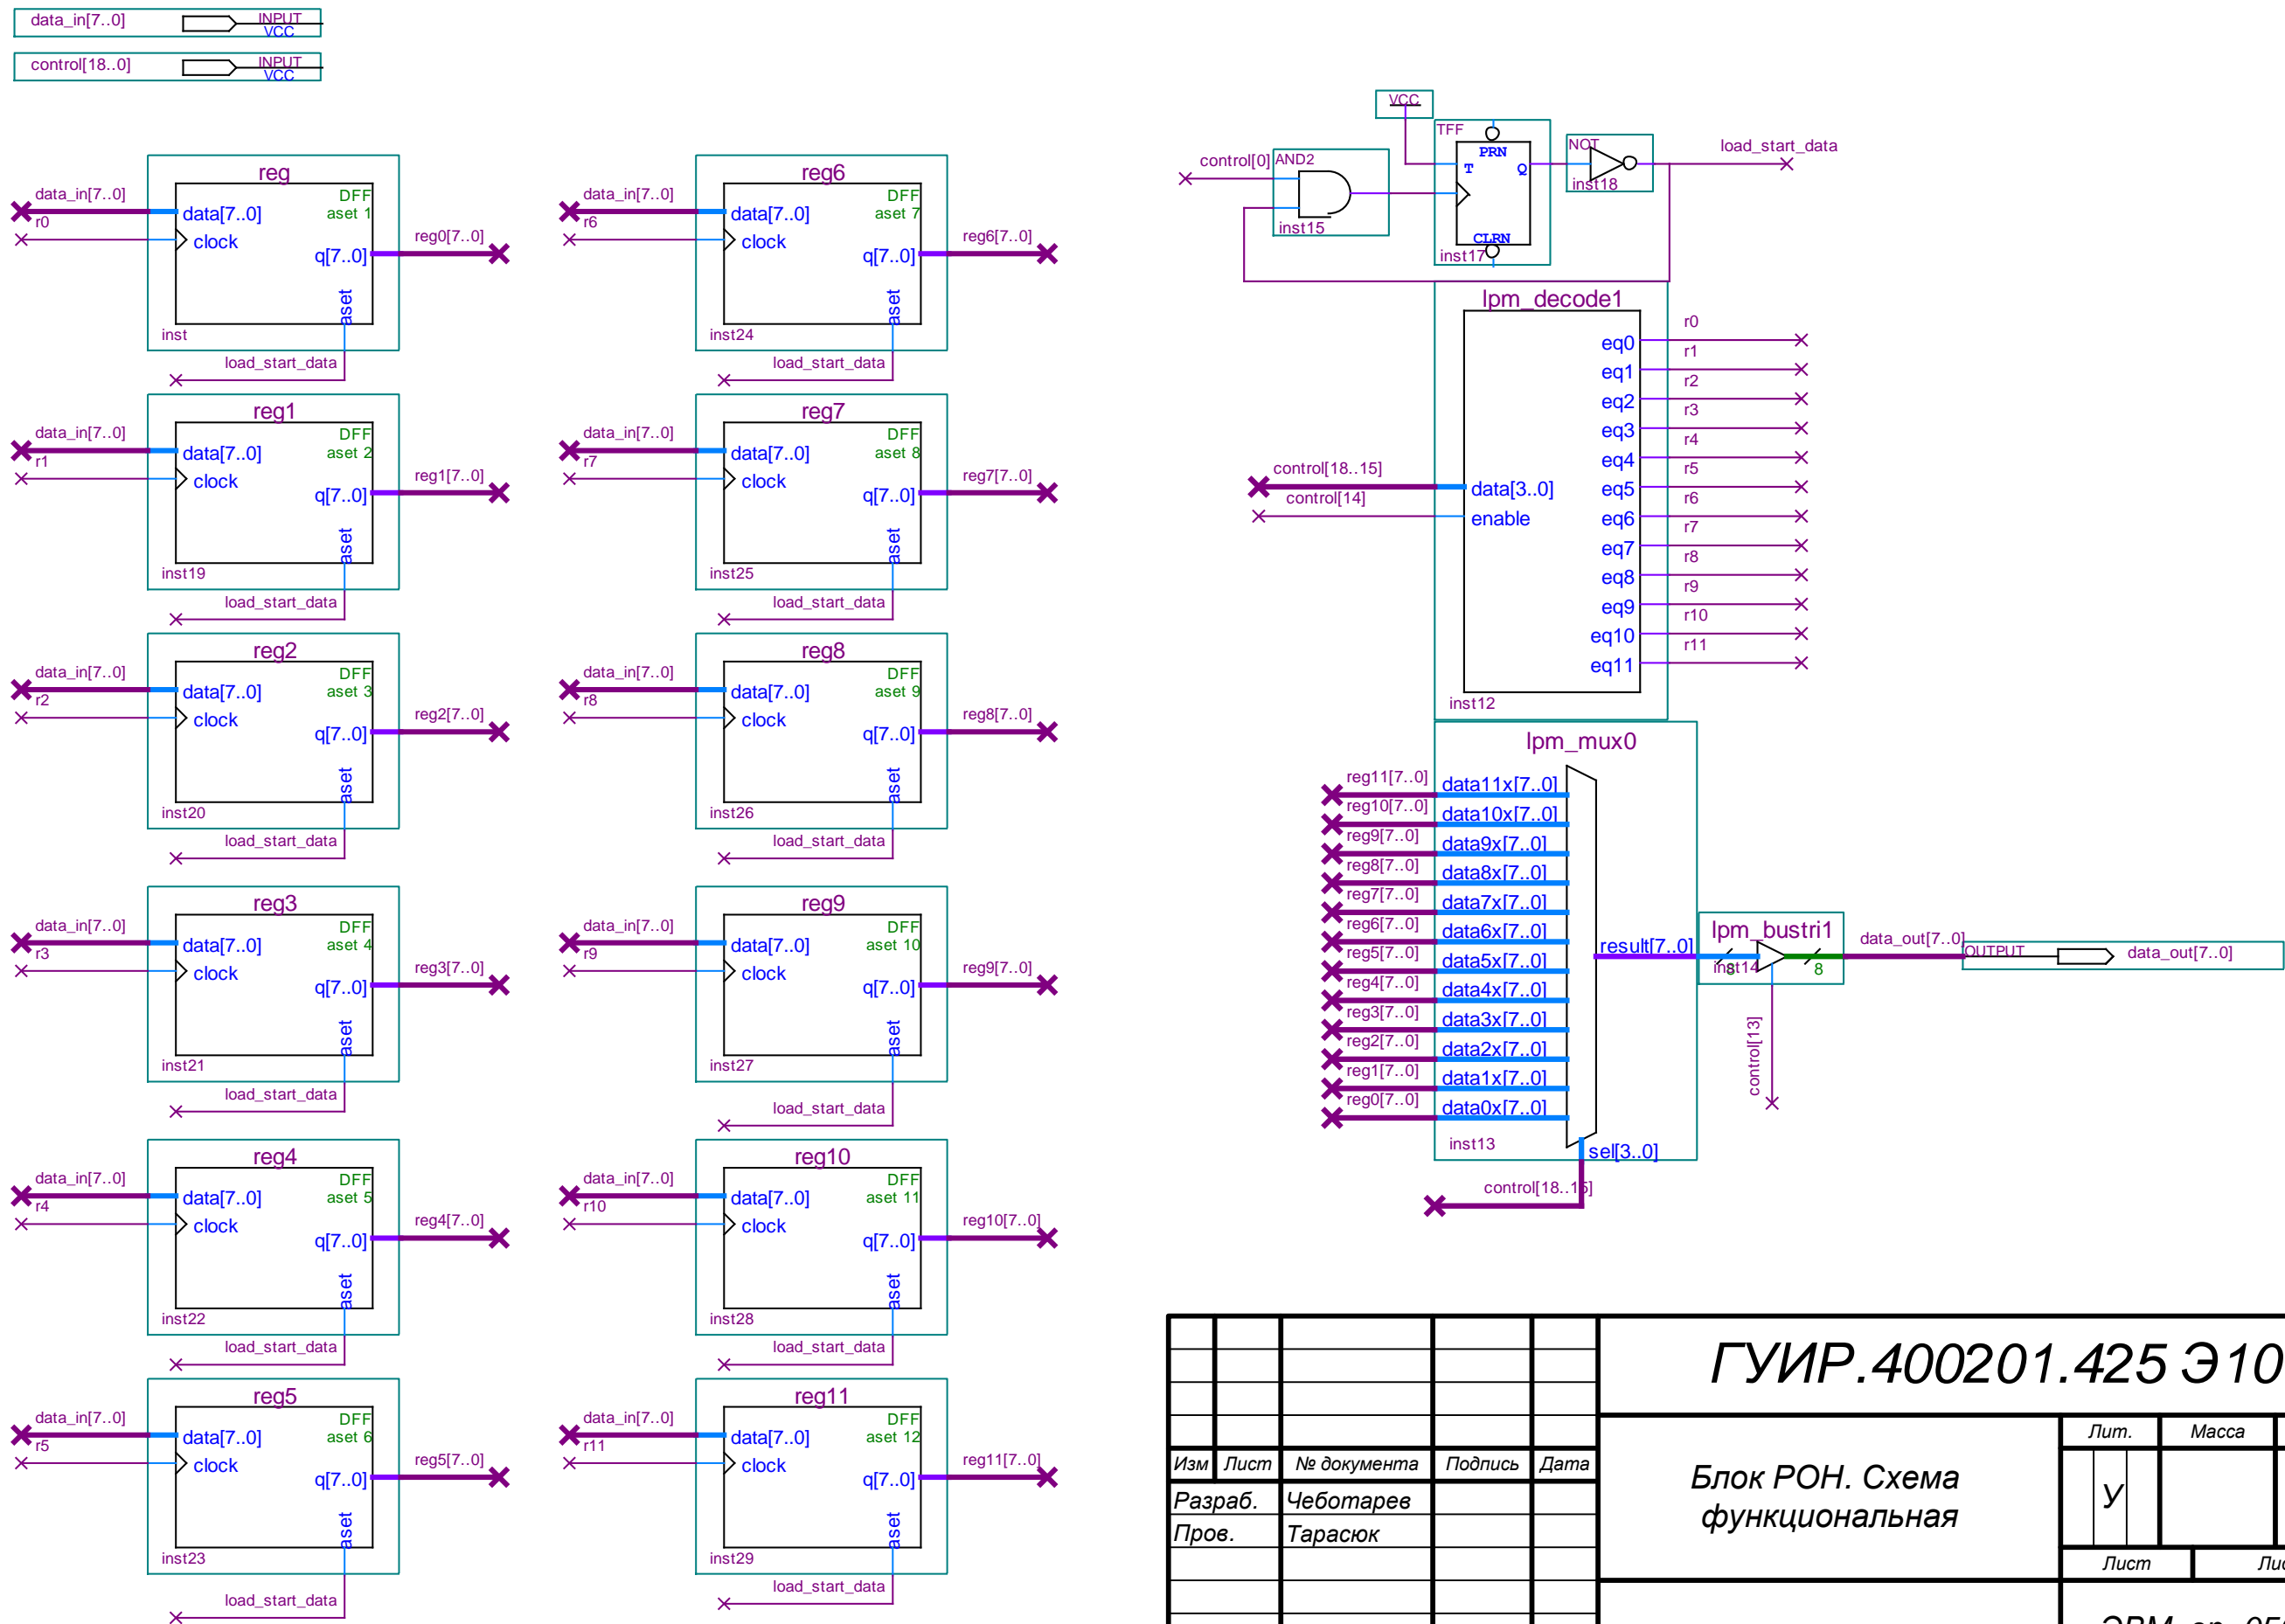 data_in[7..0] INPUT VCC
control[18..0] INPUT VCC
reg
data_in[7..0] data[7..0] DFF aset 1
r0 clock
q[7..0] reg0[7..0]
aset
inst
load_start_data
reg1
data_in[7..0] data[7..0] DFF aset 2
r1 clock
q[7..0] reg1[7..0]
aset
inst19
load_start_data
reg2
data_in[7..0] data[7..0] DFF aset 3
r2 clock
q[7..0] reg2[7..0]
aset
inst20
load_start_data
reg3
data_in[7..0] data[7..0] DFF aset 4
r3 clock
q[7..0] reg3[7..0]
aset
inst21
load_start_data
reg4
data_in[7..0] data[7..0] DFF aset 5
r4 clock
q[7..0] reg4[7..0]
aset
inst22
load_start_data
reg5
data_in[7..0] data[7..0] DFF aset 6
r5 clock
q[7..0] reg5[7..0]
aset
inst23
load_start_data
reg6
data_in[7..0] data[7..0] DFF aset 7
r6 clock
q[7..0] reg6[7..0]
aset
inst24
load_start_data
reg7
data_in[7..0] data[7..0] DFF aset 8
r7 clock
q[7..0] reg7[7..0]
aset
inst25
load_start_data
reg8
data_in[7..0] data[7..0] DFF aset 9
r8 clock
q[7..0] reg8[7..0]
aset
inst26
load_start_data
reg9
data_in[7..0] data[7..0] DFF aset 10
r9 clock
q[7..0] reg9[7..0]
aset
inst27
load_start_data
reg10
data_in[7..0] data[7..0] DFF aset 11
r10 clock
q[7..0] reg10[7..0]
aset
inst28
load_start_data
reg11
data_in[7..0] data[7..0] DFF aset 12
r11 clock
q[7..0] reg11[7..0]
aset
inst29
load_start_data
VCC
control[0] AND2
inst15
TFF
PRN
T Q
CLRN
inst17
NOT
inst18
load_start_data
lpm_decode1
control[18..15] data[3..0]
control[14] enable
eq0 r0
eq1 r1
eq2 r2
eq3 r3
eq4 r4
eq5 r5
eq6 r6
eq7 r7
eq8 r8
eq9 r9
eq10 r10
eq11 r11
inst12
lpm_mux0
reg11[7..0] data11x[7..0]
reg10[7..0] data10x[7..0]
reg9[7..0] data9x[7..0]
reg8[7..0] data8x[7..0]
reg7[7..0] data7x[7..0]
reg6[7..0] data6x[7..0]
reg5[7..0] data5x[7..0]
reg4[7..0] data4x[7..0]
reg3[7..0] data3x[7..0]
reg2[7..0] data2x[7..0]
reg1[7..0] data1x[7..0]
reg0[7..0] data0x[7..0]
result[7..0]
inst13
sel[3..0]
control[18..15]
lpm_bustri1
8 inst14 8
control[13]
data_out[7..0] OUTPUT data_out[7..0]
ГУИР.400201.425 Э10
Изм Лист № документа Подпись Дата
Разраб. Чеботарев
Пров. Тарасюк
Блок РОН. Схема
функциональная
Лит. Масса
У
Лист